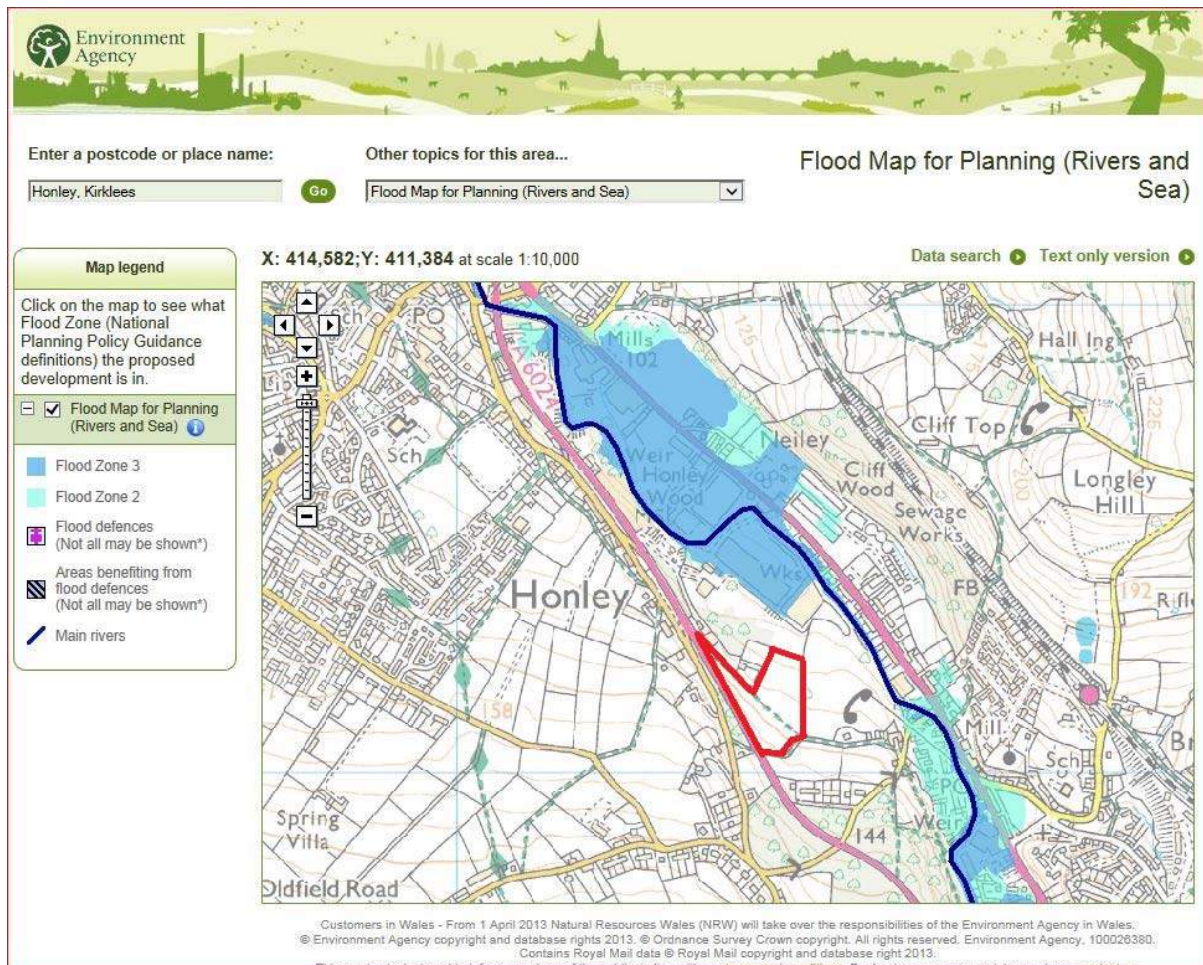 Environment
Agency
Enter a postcode or place name:
Other topics for this area...
Flood Map for Planning (Rivers and
Sea)
Honley, Kirklees
Go
Flood Map for Planning (Rivers and Sea)
Map legend
Click on the map to see what
Flood Zone (National
Planning Policy Guidance
definitions) the proposed
development is in.
Flood Map for Planning
(Rivers and Sea)
Flood Zone 3
Flood Zone 2
Flood defences
(Not all may be shown*)
Areas benefiting from
flood defences
(Not all may be shown*)
Main rivers
X: 414,582;Y: 411,384 at scale 1:10,000
Data search
Text only version
Sch
PO
A 6024
Mills
102
125
175
Hall Ing
225
Lib
Sch
Neiley
Cliff Top
Weir
Honley
Wood
Cliff
Wood
200
Longley
Hill
Sewage
Works
Wks
FB
192
Honley
158
Mill
Sch
PO
Weir
144
Spring
Villa
Oldfield Road
Customers in Wales - From 1 April 2013 Natural Resources Wales (NRW) will take over the responsibilities of the Environment Agency in Wales.
© Environment Agency copyright and database rights 2013. © Ordnance Survey Crown copyright. All rights reserved. Environment Agency, 100026380.
Contains Royal Mail data © Royal Mail copyright and database right 2013.